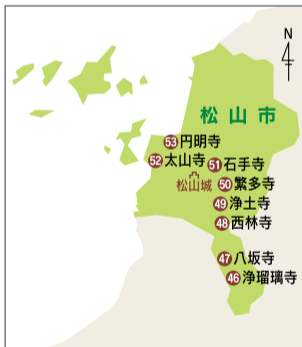 N
松山市
53 円明寺
52 太山寺
51 石手寺
松山城
50 繁多寺
49 浄土寺
48 西林寺
47 八坂寺
46 浄瑠璃寺